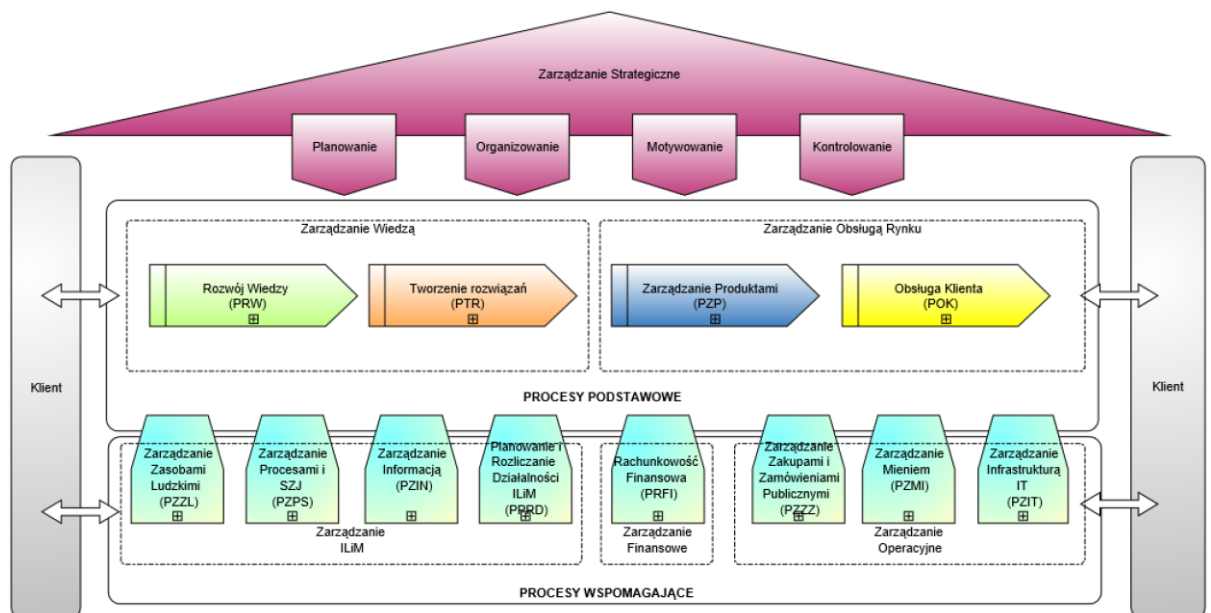 Zarządzanie Strategiczne
Planowanie
Organizowanie
Motywowanie
Kontrolowanie
Zarządzanie Wiedzą
Zarządzanie Obsługą Rynku
Rozwój Wiedzy
(PRW)
Tworzenie rozwiązań
(PTR)
Zarządzanie Produktami
(PZP)
Obsługa Klienta
(POK)
Klient
Klient
PROCESY PODSTAWOWE
Zarządzanie
Zasobami
Ludzkimi
(PZZL)
Zarządzanie
Procesami i
SZJ
(PZPS)
Zarządzanie
Informacją
(PZIN)
Planowanie i
Rozliczanie
Działalności
ILiM
(PPRD)
Rachunkowość
Finansowa
(PRFI)
Zarządzanie
Zakupami i
Zamówieniami
Publicznymi
(PZZZ)
Zarządzanie
Mieniem
(PZMI)
Zarządzanie
Infrastrukturą
IT
(PZIT)
Zarządzanie
ILiM
Zarządzanie
Finansowe
Zarządzanie
Operacyjne
PROCESY WSPOMAGAJĄCE